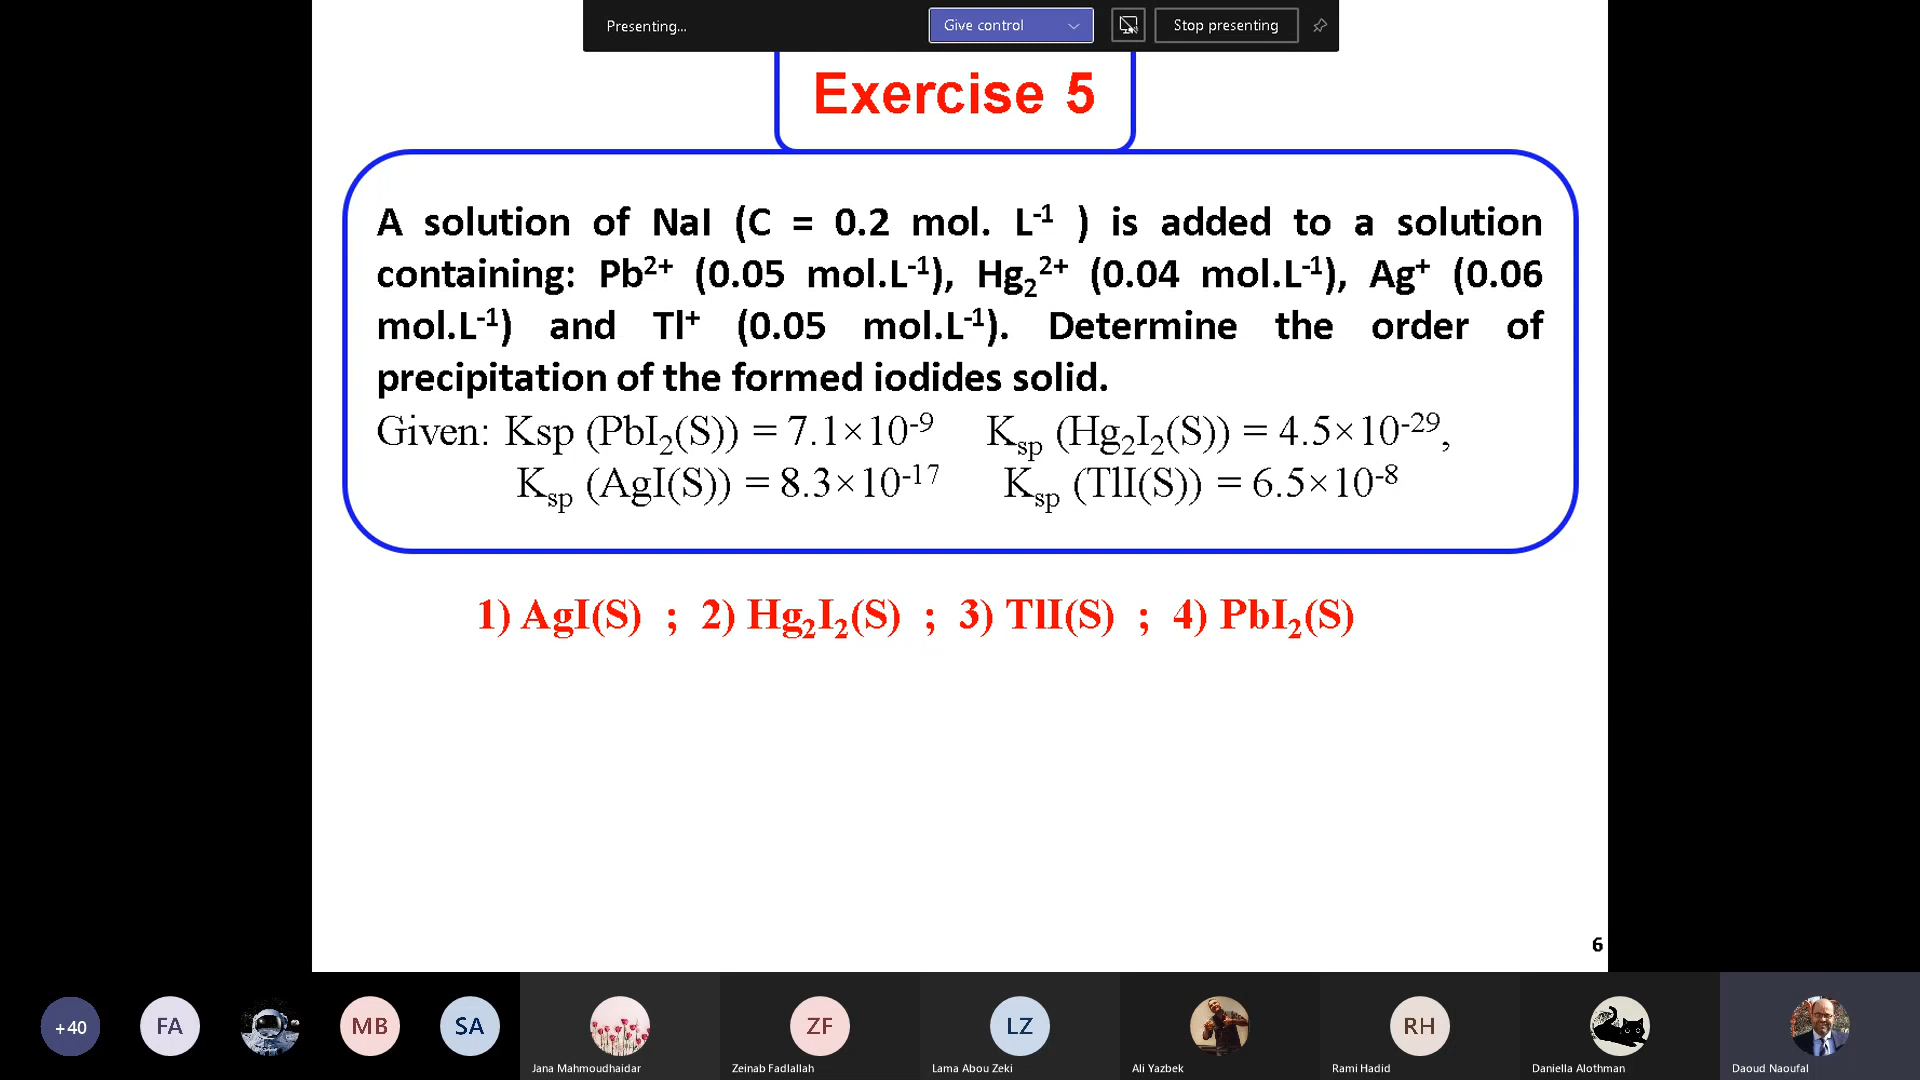 Presenting...
Give control
Stop presenting
Exercise 5
A solution of NaI (C = 0.2 mol. L⁻¹ ) is added to a solution
containing: Pb²⁺ (0.05 mol.L⁻¹), Hg₂²⁺ (0.04 mol.L⁻¹), Ag⁺ (0.06
mol.L⁻¹) and Tl⁺ (0.05 mol.L⁻¹). Determine the order of
precipitation of the formed iodides solid.
Given: Ksp (PbI₂(S)) = 7.1×10⁻⁹ Kₛₚ (Hg₂I₂(S)) = 4.5×10⁻²⁹,
Kₛₚ (AgI(S)) = 8.3×10⁻¹⁷ Kₛₚ (TlI(S)) = 6.5×10⁻⁸
1) AgI(S) ; 2) Hg₂I₂(S) ; 3) TlI(S) ; 4) PbI₂(S)
6
+40
FA
MB
SA
ZF
LZ
RH
Jana Mahmoudhaidar
Zeinab Fadlallah
Lama Abou Zeki
Ali Yazbek
Rami Hadid
Daniella Alothman
Daoud Naoufal